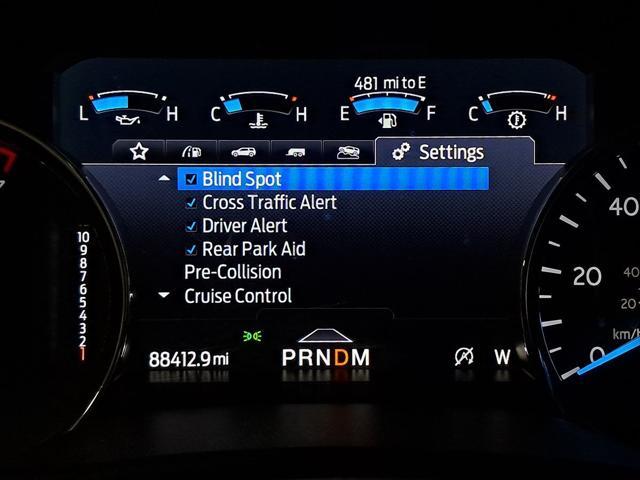 481 mi to E
L H C H E F C H
Settings
Blind Spot
Cross Traffic Alert
Driver Alert
Rear Park Aid
Pre-Collision
Cruise Control
10
9
8
7
6
5
4
3
2
1
40
20
0
40
20
km/h
88412.9 mi
PRNDM
A
W